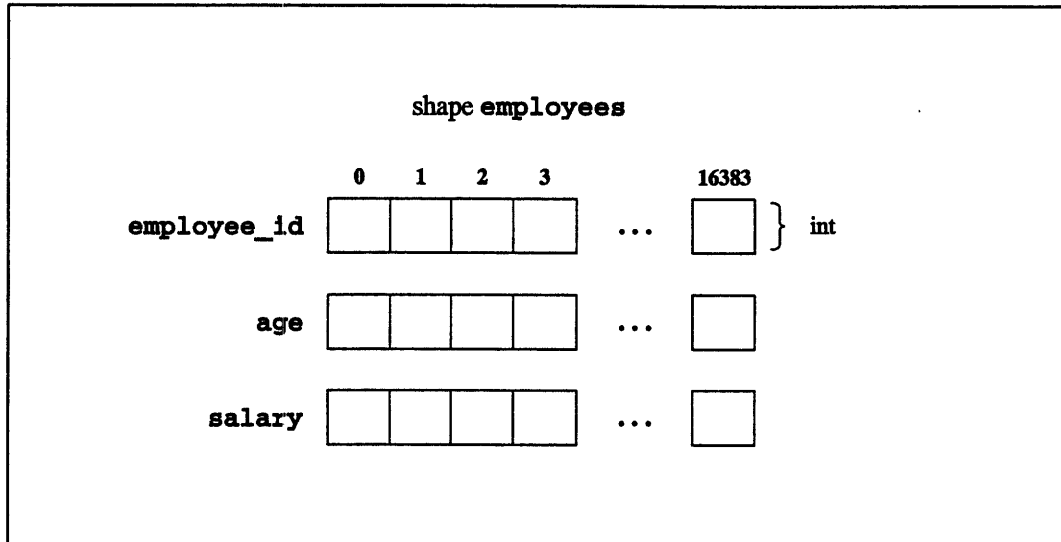 shape employees
0 1 2 3 16383
employee_id ... int
age ...
salary ...